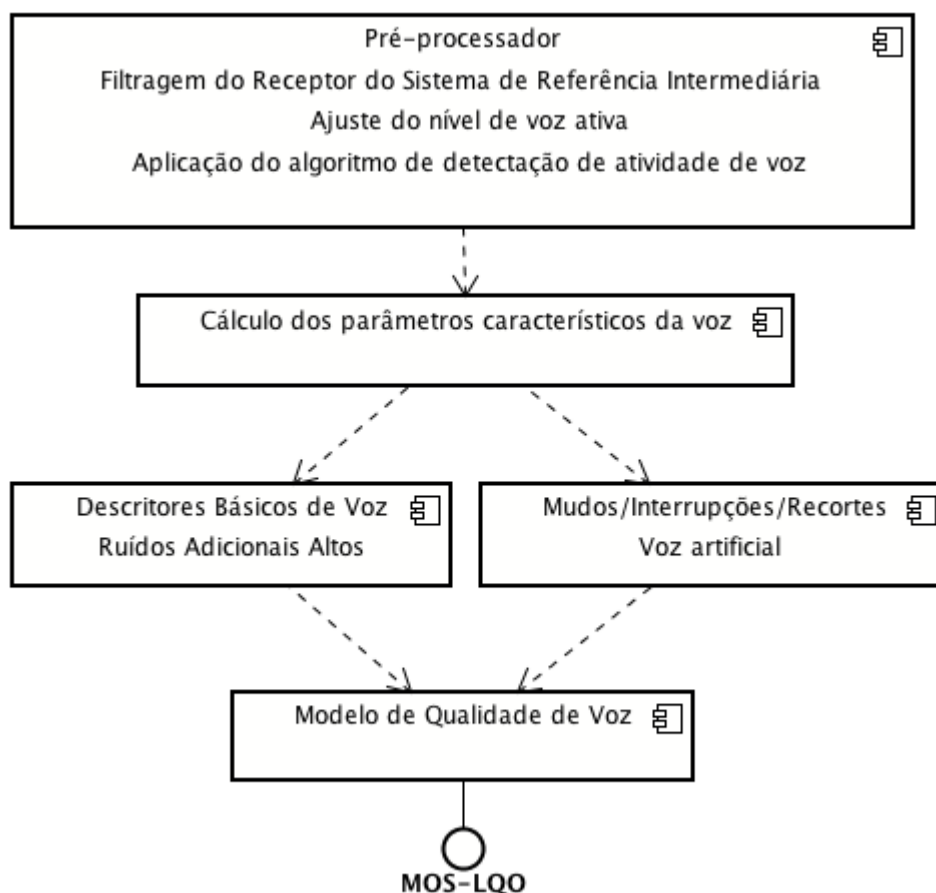 Pré-processador
Filtragem do Receptor do Sistema de Referência Intermediária
Ajuste do nível de voz ativa
Aplicação do algoritmo de detectação de atividade de voz
Cálculo dos parâmetros característicos da voz
Descritores Básicos de Voz
Ruídos Adicionais Altos
Mudos/Interrupções/Recortes
Voz artificial
Modelo de Qualidade de Voz
MOS-LQO